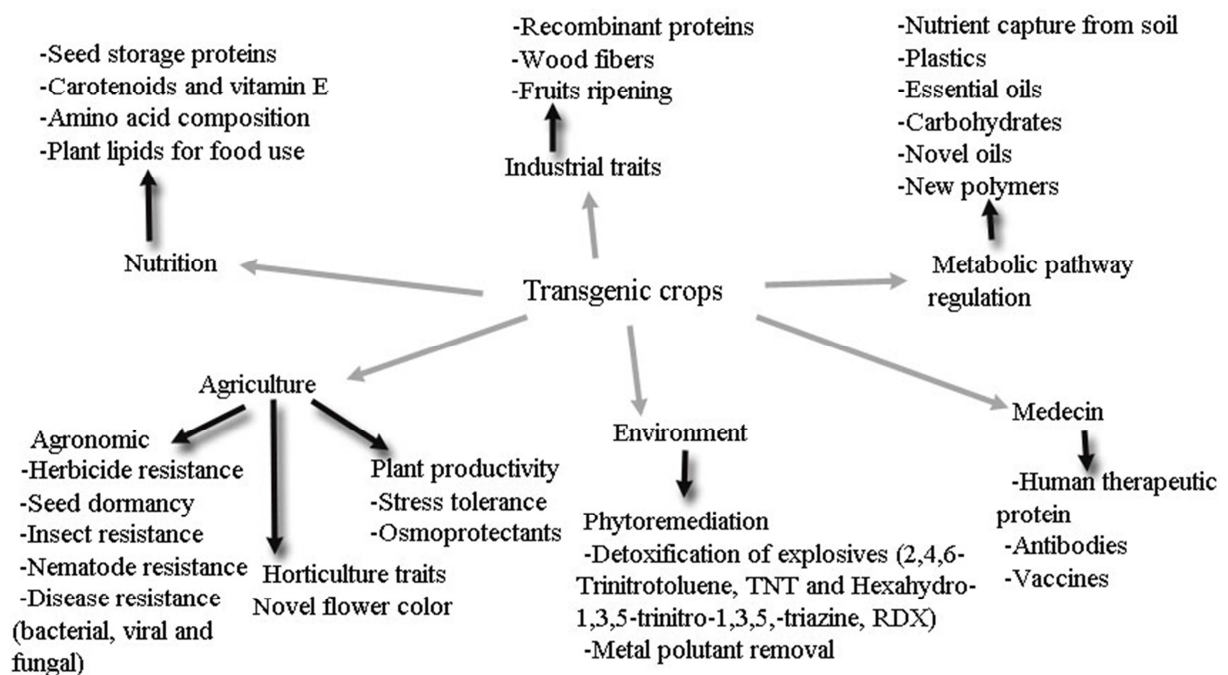 -Seed storage proteins
-Carotenoids and vitamin E
-Amino acid composition
-Plant lipids for food use
Nutrition
-Recombinant proteins
-Wood fibers
-Fruits ripening
Industrial traits
-Nutrient capture from soil
-Plastics
-Essential oils
-Carbohydrates
-Novel oils
-New polymers
Metabolic pathway
regulation
Transgenic crops
Agriculture
Agronomic
-Herbicide resistance
-Seed dormancy
-Insect resistance
-Nematode resistance
-Disease resistance
(bacterial, viral and
fungal)
Horticulture traits
Novel flower color
Plant productivity
-Stress tolerance
-Osmoprotectants
Environment
Phytoremediation
-Detoxification of explosives (2,4,6-
Trinitrotoluene, TNT and Hexahydro-
1,3,5-trinitro-1,3,5,-triazine, RDX)
-Metal polutant removal
Medecin
-Human therapeutic
protein
-Antibodies
-Vaccines